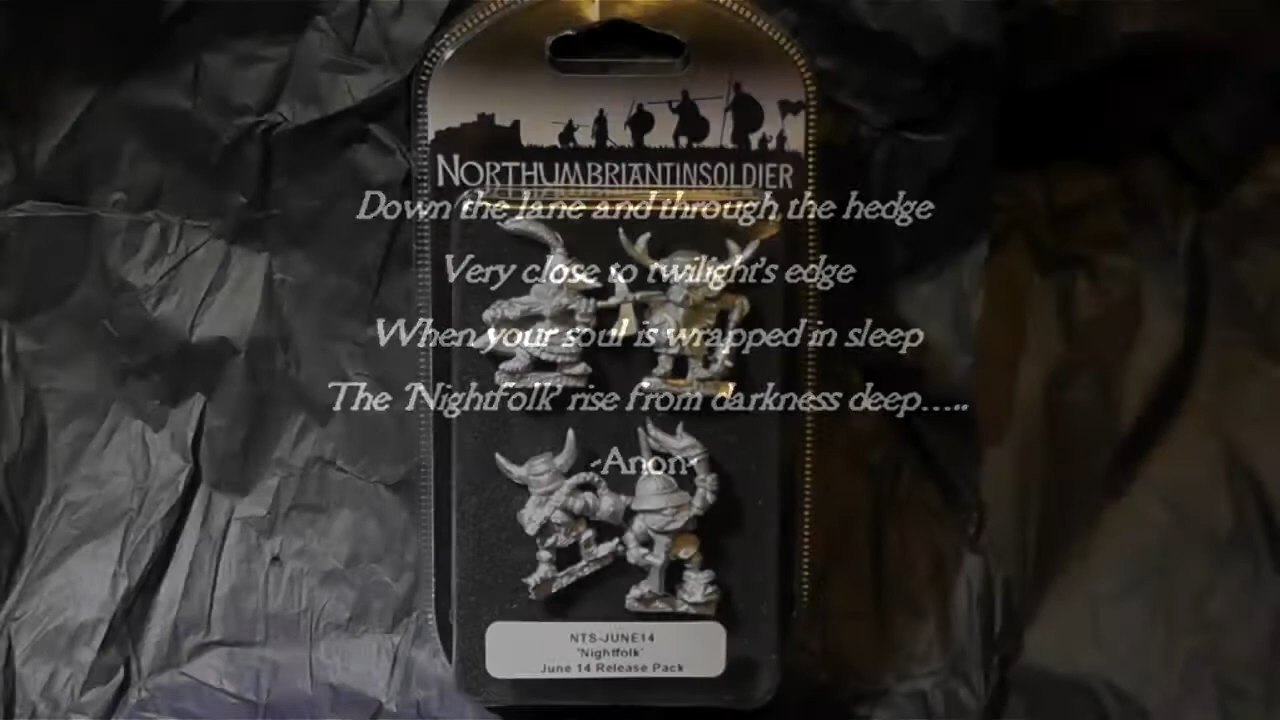 NORTHUMBRIANTINSOLDIER
Down the lane and through the hedge
Very close to twilight's edge
When your soul is wrapped in sleep
The 'Nightfolk' rise from darkness deep.....
-Anon-
NTS-JUNE14
'Nightfolk'
June 14 Release Pack